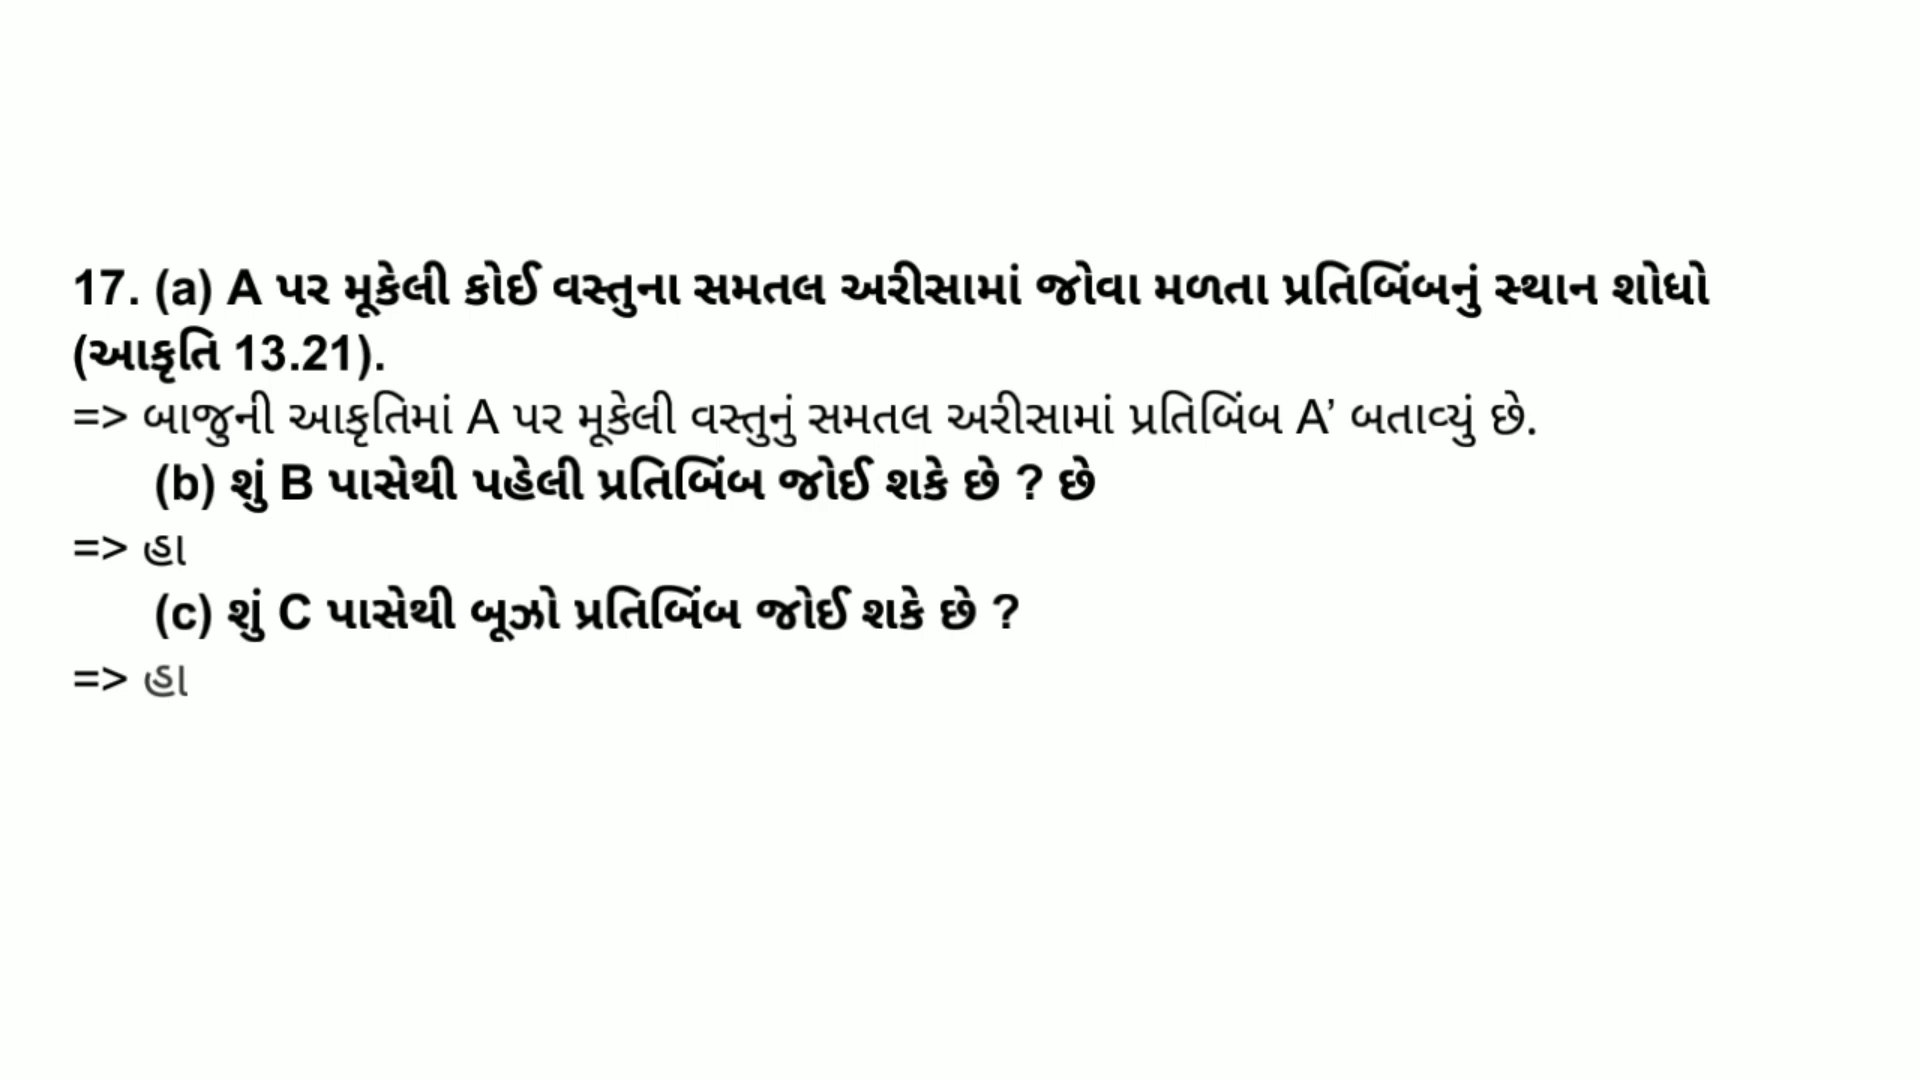 17. (a) A પર મૂકેલી કોઈ વસ્તુના સમતલ અરીસામાં જોવા મળતા પ્રતિબિંબનું સ્થાન શોધો
(આકૃતિ 13.21).
=> બાજુની આકૃતિમાં A પર મૂકેલી વસ્તુનું સમતલ અરીસામાં પ્રતિબિંબ A’ બતાવ્યું છે.
(b) શું B પાસેથી પહેલી પ્રતિબિંબ જોઈ શકે છે ? છે
=> હા
(c) શું C પાસેથી બૂઝો પ્રતિબિંબ જોઈ શકે છે ?
=> હા